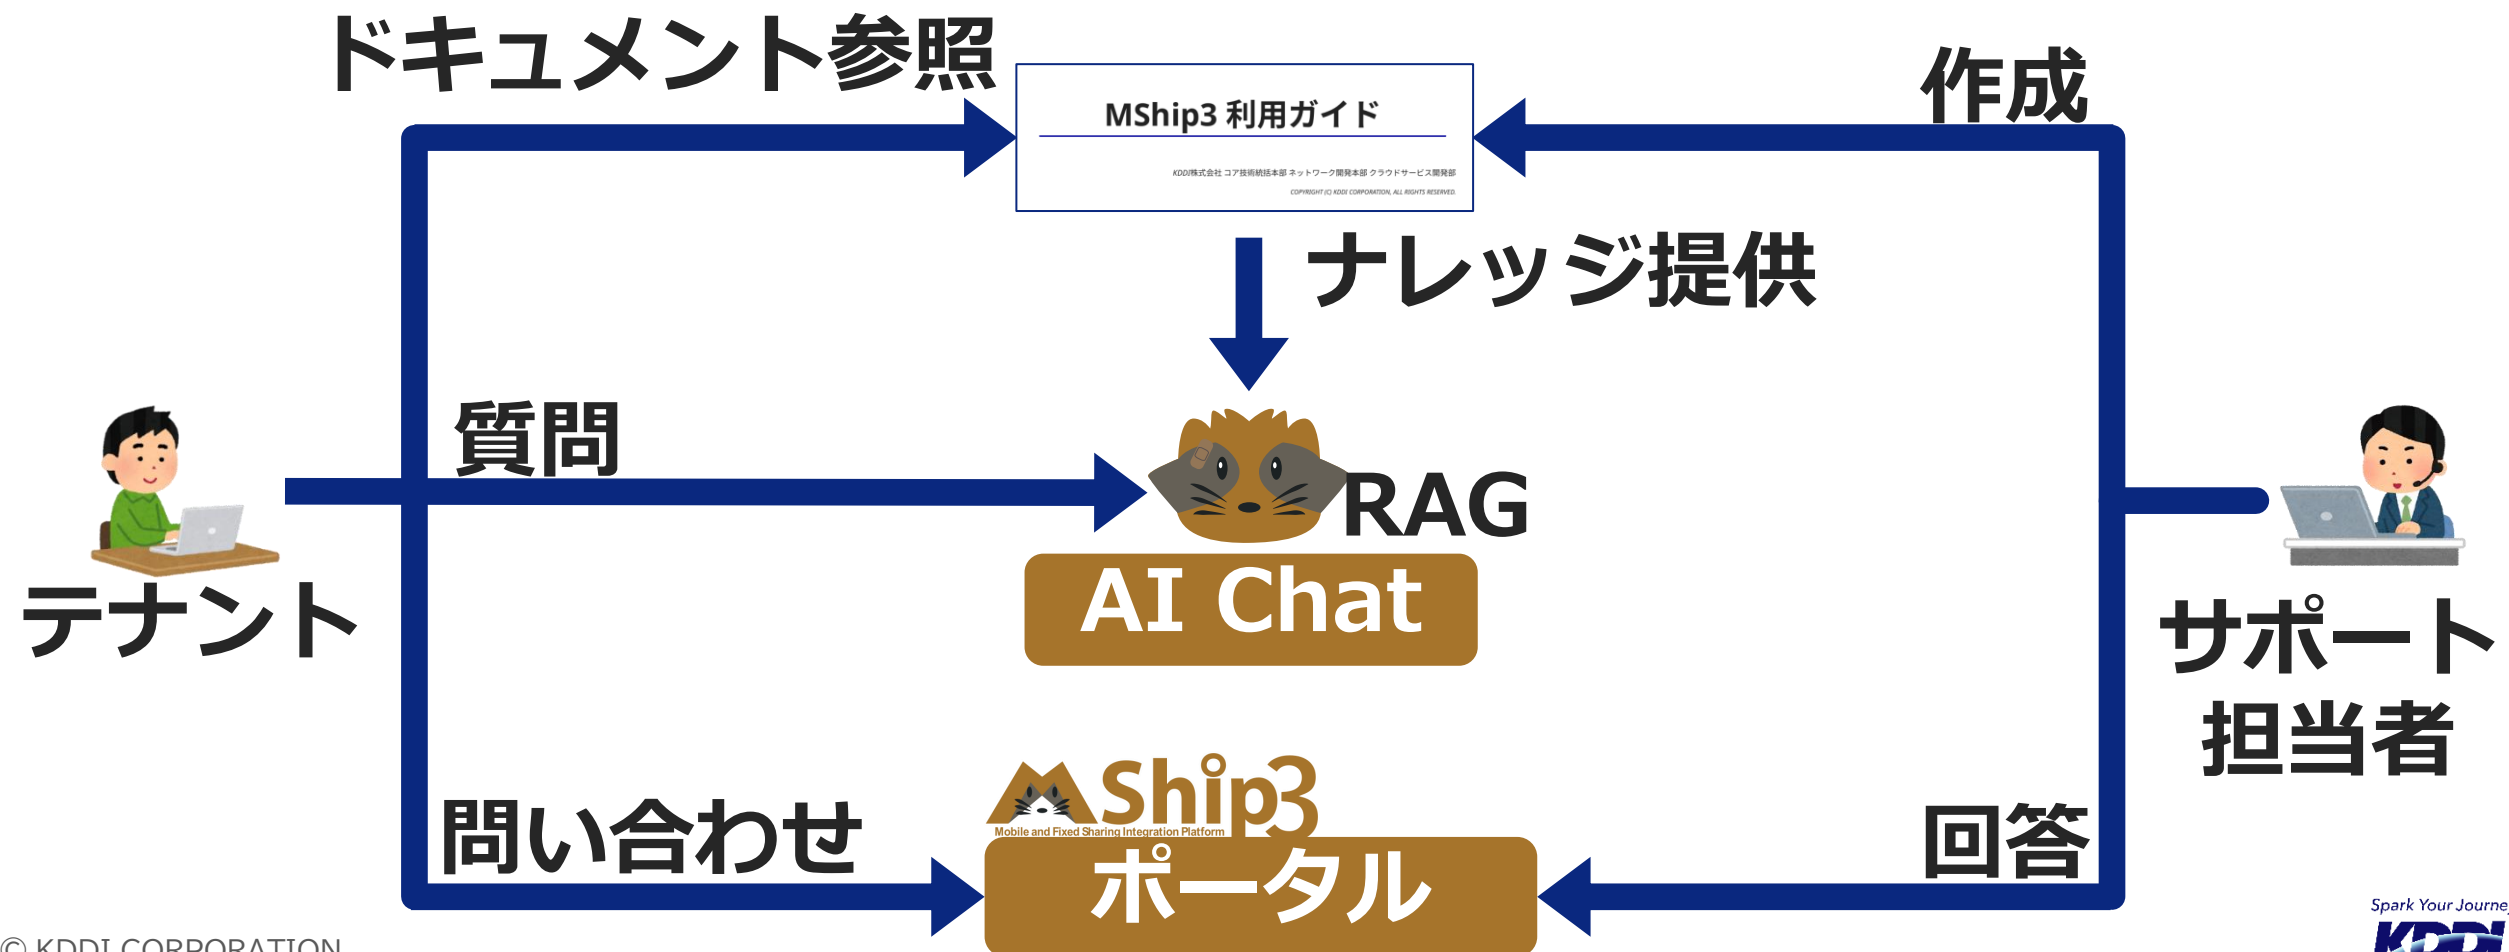 ドキュメント参照
作成
MShip3 利用ガイド
KDDI株式会社 コア技術統括本部 ネットワーク開発本部 クラウドサービス開発部
COPYRIGHT (C) KDDI CORPORATION, ALL RIGHTS RESERVED.
ナレッジ提供
質問
RAG
AI Chat
テナント
サポート
担当者
MShip3
Mobile and Fixed Sharing Integration Platform
ポータル
問い合わせ
回答
Spark Your Journey
KDDI
© KDDI CORPORATION